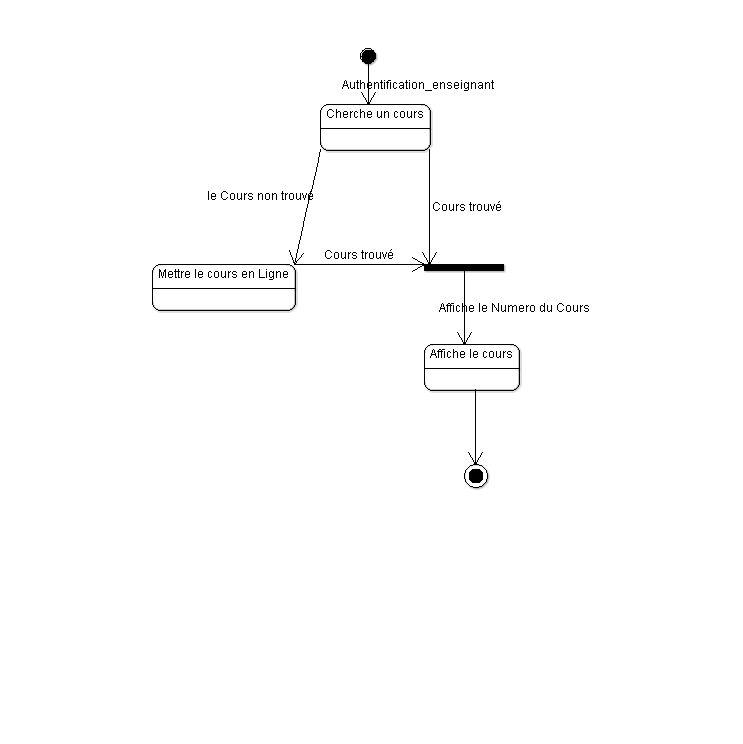 Authentification_enseignant
Cherche un cours
le Cours non trouvé
Cours trouvé
Cours trouvé
Mettre le cours en Ligne
Affiche le Numero du Cours
Affiche le cours